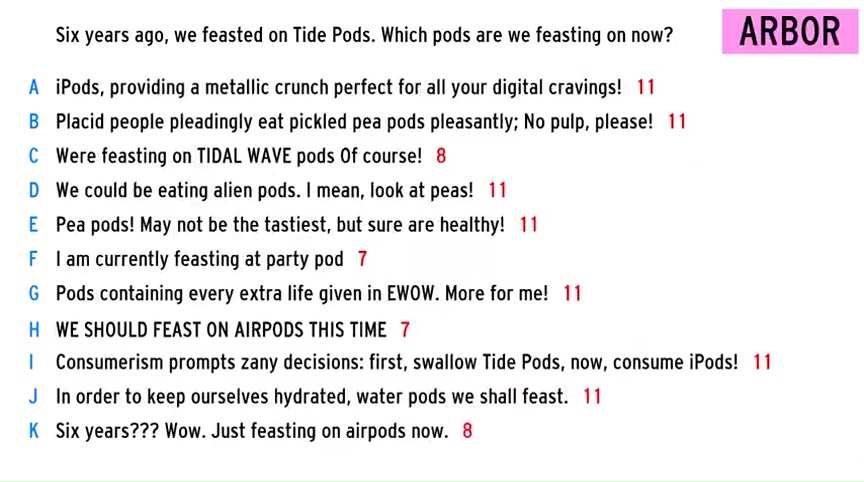 Six years ago, we feasted on Tide Pods. Which pods are we feasting on now?
ARBOR
A iPods, providing a metallic crunch perfect for all your digital cravings! 11
B Placid people pleadingly eat pickled pea pods pleasantly; No pulp, please! 11
C Were feasting on TIDAL WAVE pods Of course! 8
D We could be eating alien pods. I mean, look at peas! 11
E Pea pods! May not be the tastiest, but sure are healthy! 11
F I am currently feasting at party pod 7
G Pods containing every extra life given in EWOW. More for me! 11
H WE SHOULD FEAST ON AIRPODS THIS TIME 7
I Consumerism prompts zany decisions: first, swallow Tide Pods, now, consume iPods! 11
J In order to keep ourselves hydrated, water pods we shall feast. 11
K Six years??? Wow. Just feasting on airpods now. 8